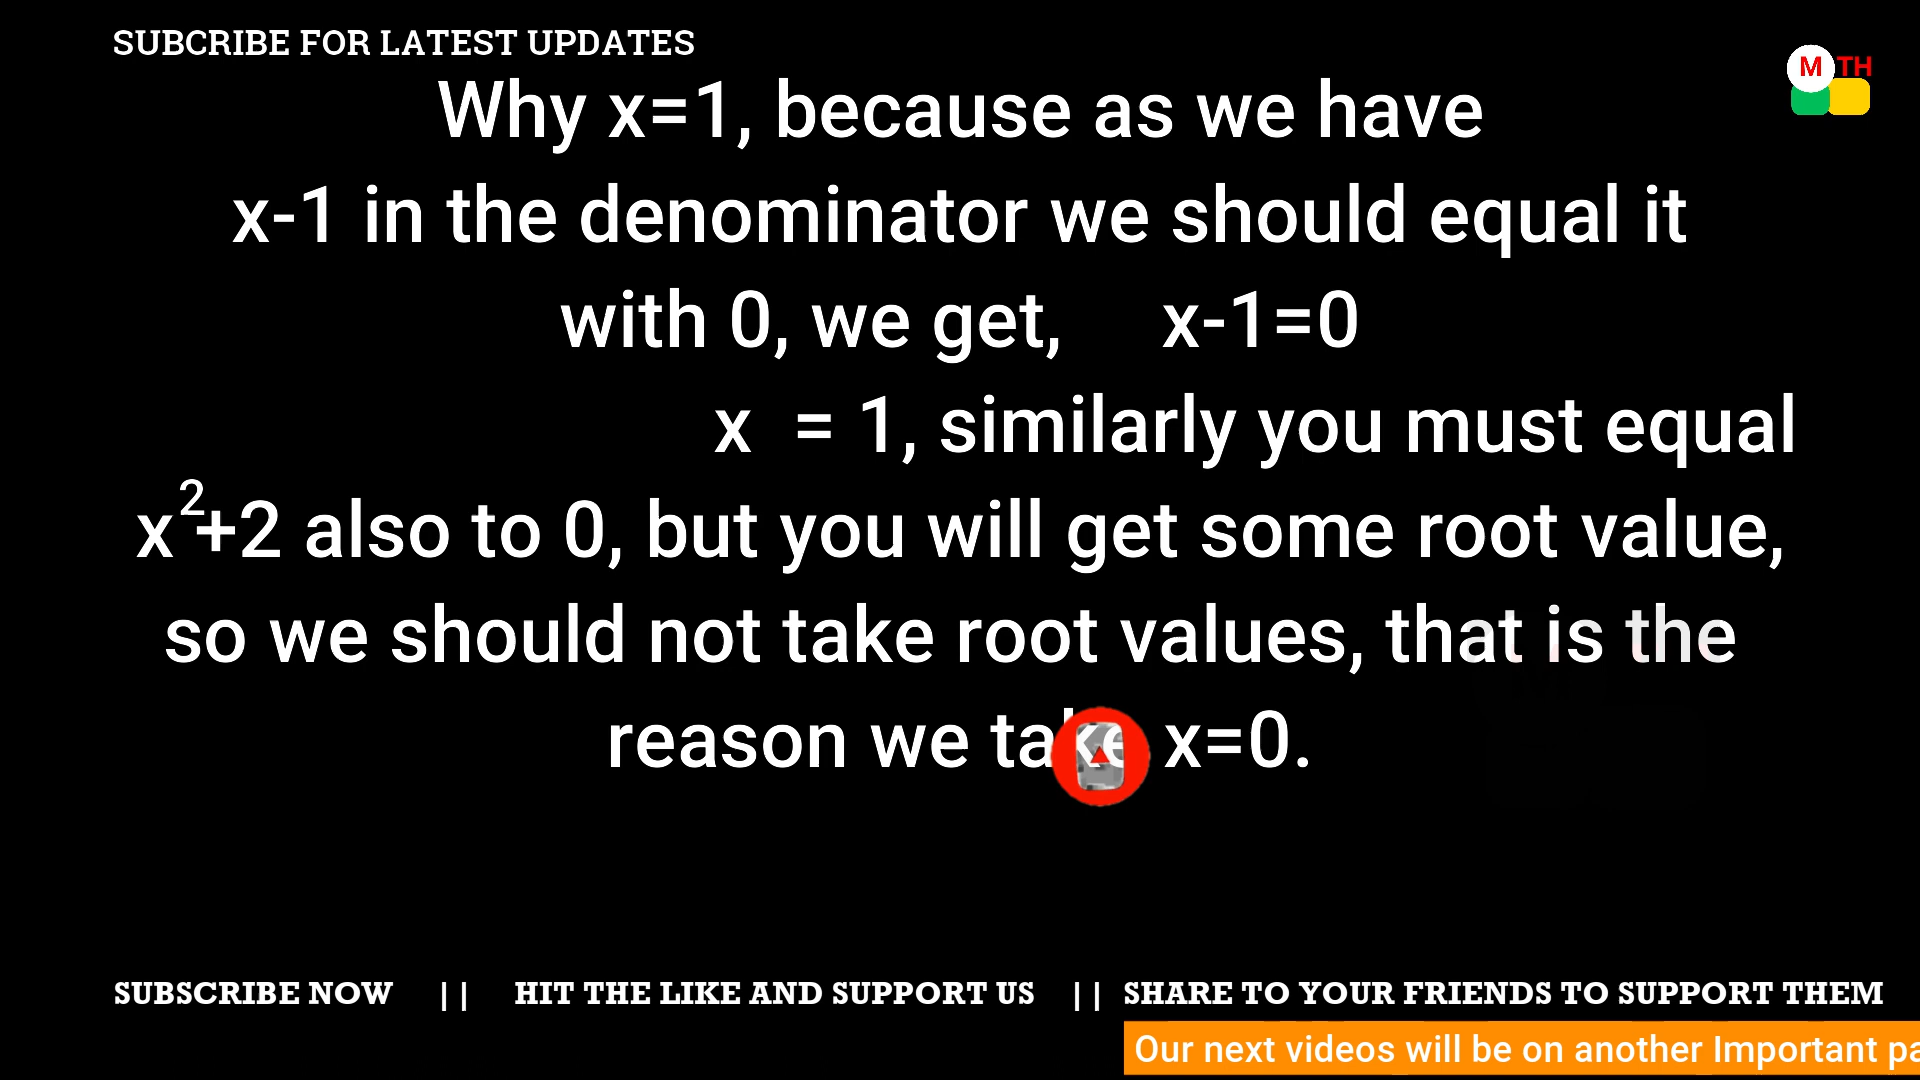 SUBCRIBE FOR LATEST UPDATES
M TH
Why x=1, because as we have
x-1 in the denominator we should equal it
with 0, we get, x-1=0
x = 1, similarly you must equal
x²+2 also to 0, but you will get some root value,
so we should not take root values, that is the
reason we take x=0.
SUBSCRIBE NOW || HIT THE LIKE AND SUPPORT US || SHARE TO YOUR FRIENDS TO SUPPORT THEM
Our next videos will be on another Important